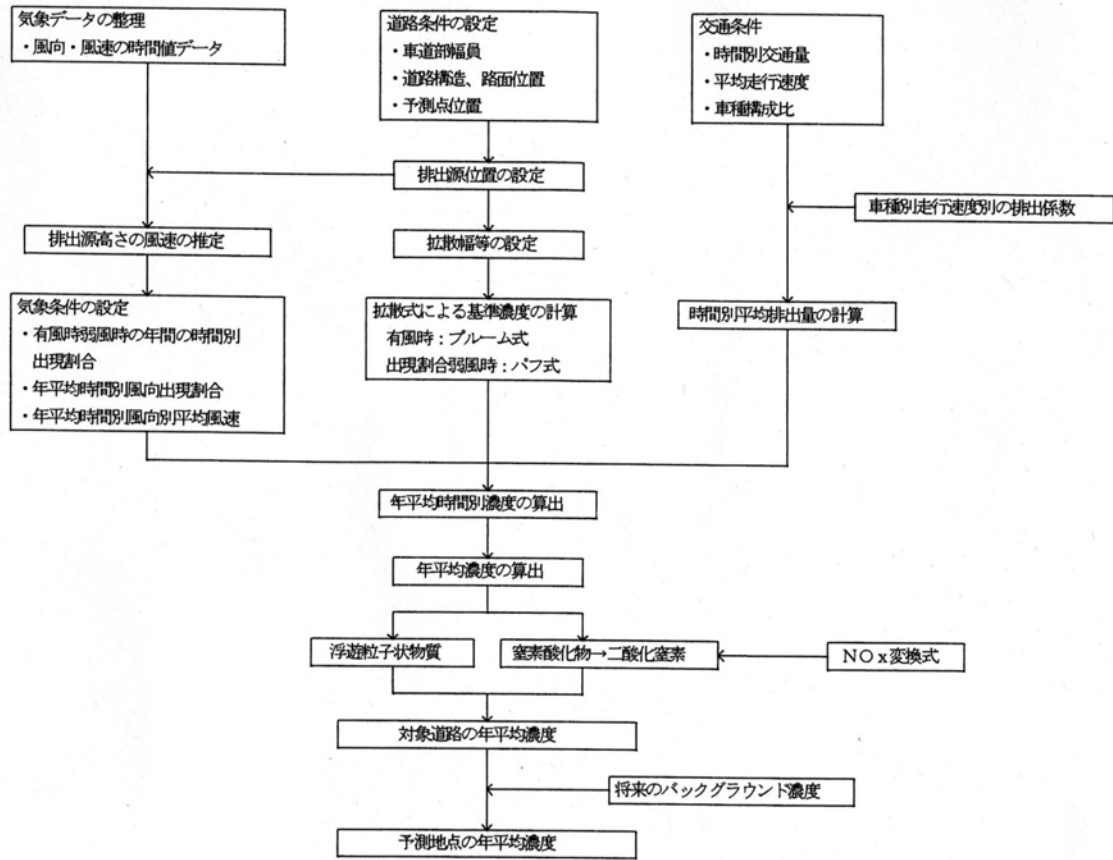 気象データの整理
・風向・風速の時間値データ
道路条件の設定
・車道部幅員
・道路構造、路面位置
・予測点位置
交通条件
・時間別交通量
・平均走行速度
・車種構成比
排出源位置の設定
車種別走行速度別の排出係数
排出源高さの風速の推定
拡散幅等の設定
気象条件の設定
・有風時弱風時の年間の時間別
出現割合
・年平均時間別風向出現割合
・年平均時間別風向別平均風速
拡散式による基準濃度の計算
有風時：プルーム式
出現割合弱風時：パフ式
時間別平均排出量の計算
年平均時間別濃度の算出
年平均濃度の算出
浮遊粒子状物質
窒素酸化物→二酸化窒素
ＮＯｘ変換式
対象道路の年平均濃度
将来のバックグラウンド濃度
予測地点の年平均濃度